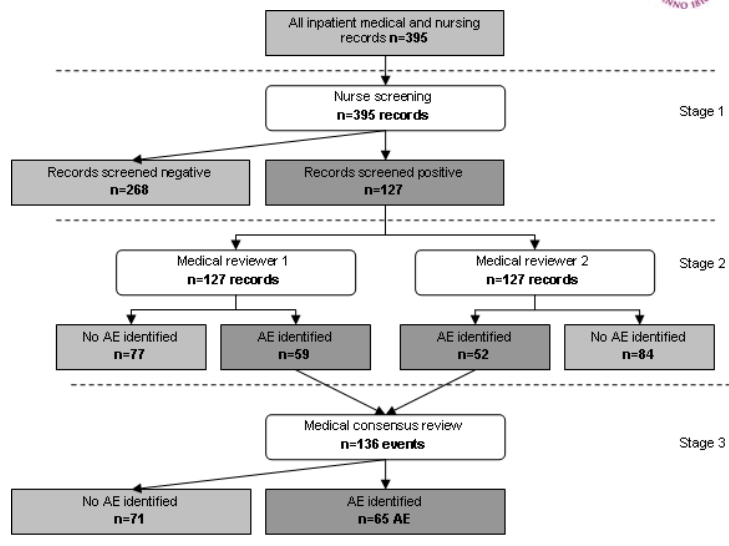 ANNO 181
All inpatient medical and nursing
records n=395
Nurse screening
n=395 records
Stage 1
Records screened negative
n=268
Records screened positive
n=127
Medical reviewer 1
n=127 records
Medical reviewer 2
n=127 records
Stage 2
No AE identified
n=77
AE identified
n=59
AE identified
n=52
No AE identified
n=84
Medical consensus review
n=136 events
Stage 3
No AE identified
n=71
AE identified
n=65 AE